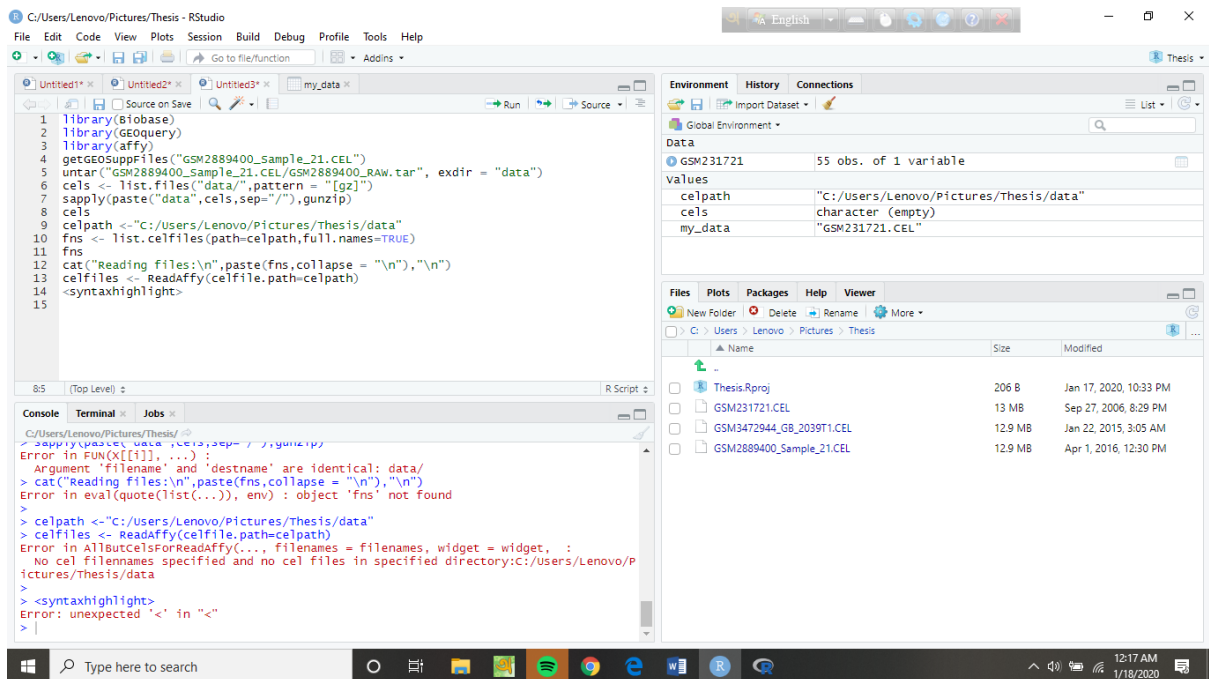 C:/Users/Lenovo/Pictures/Thesis - RStudio
English
File Edit Code View Plots Session Build Debug Profile Tools Help
Go to file/function
Addins
Thesis
Untitled1*
Untitled2*
Untitled3*
my_data
Source on Save
Run
Source
1 library(Biobase)
2 library(GEOquery)
3 library(affy)
4 getGEOSuppFiles("GSM2889400_Sample_21.CEL")
5 untar("GSM2889400_Sample_21.CEL/GSM2889400_RAW.tar", exdir = "data")
6 cels <- list.files("data/",pattern = "[gz]")
7 sapply(paste("data",cels,sep="/"),gunzip)
8 cels
9 celpath <-"C:/Users/Lenovo/Pictures/Thesis/data"
10 fns <- list.celfiles(path=celpath,full.names=TRUE)
11 fns
12 cat("Reading files:\n",paste(fns,collapse = "\n"),"\n")
13 celfiles <- ReadAffy(celfile.path=celpath)
14 <syntaxhighlight>
15
8:5 (Top Level) R Script
Console Terminal Jobs
C:/Users/Lenovo/Pictures/Thesis/
> sapply(paste("data",cels,sep="/"),gunzip)
Error in FUN(X[[i]], ...) :
Argument 'filename' and 'destname' are identical: data/
> cat("Reading files:\n",paste(fns,collapse = "\n"),"\n")
Error in eval(quote(list(...)), env) : object 'fns' not found
>
> celpath <-"C:/Users/Lenovo/Pictures/Thesis/data"
> celfiles <- ReadAffy(celfile.path=celpath)
Error in AllButCelsForReadAffy(..., filenames = filenames, widget = widget, :
No cel filennames specified and no cel files in specified directory:C:/Users/Lenovo/P
ictures/Thesis/data
>
> <syntaxhighlight>
Error: unexpected '<' in "<"
>
Environment History Connections
Import Dataset
List
Global Environment
Data
GSM231721 55 obs. of 1 variable
Values
celpath "C:/Users/Lenovo/Pictures/Thesis/data"
cels character (empty)
my_data "GSM231721.CEL"
Files Plots Packages Help Viewer
New Folder Delete Rename More
C: > Users > Lenovo > Pictures > Thesis
Name Size Modified
..
Thesis.Rproj 206 B Jan 17, 2020, 10:33 PM
GSM231721.CEL 13 MB Sep 27, 2006, 8:29 PM
GSM3472944_GB_2039T1.CEL 12.9 MB Jan 22, 2015, 3:05 AM
GSM2889400_Sample_21.CEL 12.9 MB Apr 1, 2016, 12:30 PM
Type here to search
12:17 AM
1/18/2020